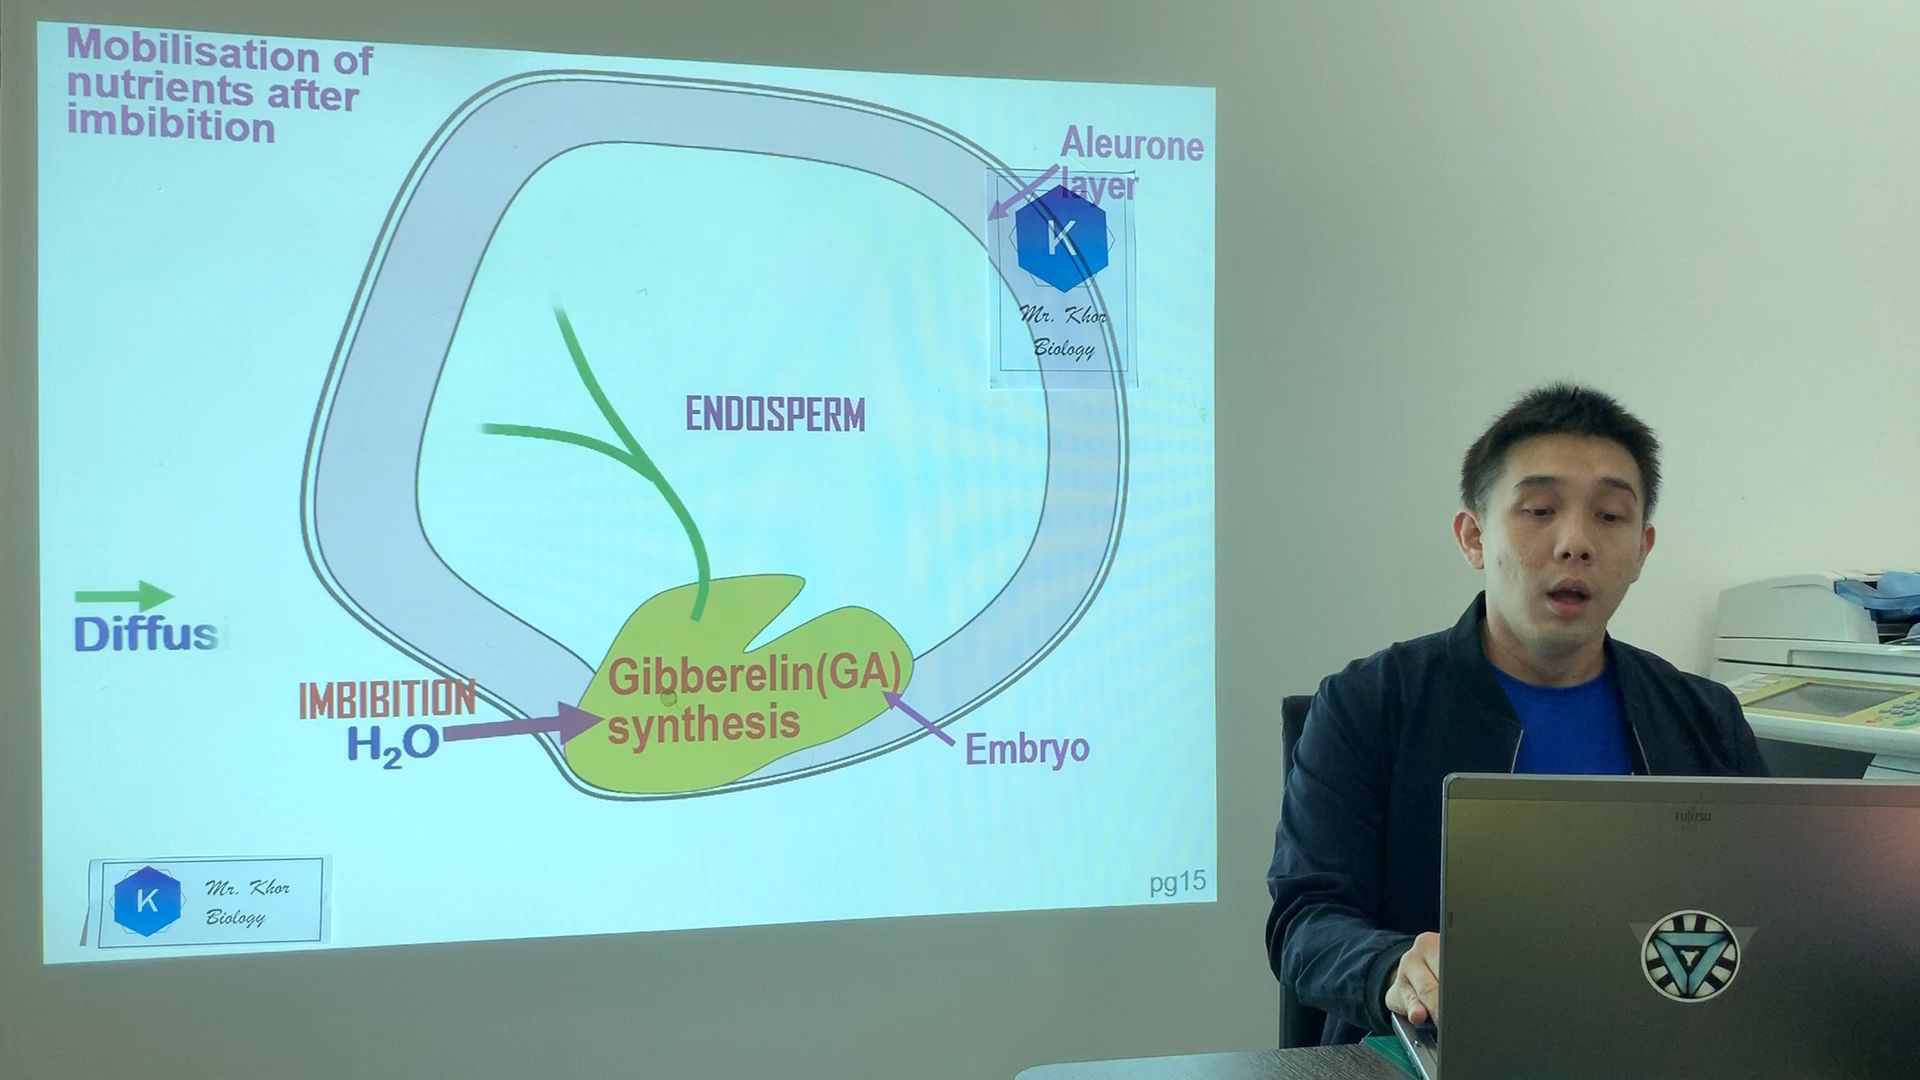 Mobilisation of
nutrients after
imbibition
Aleurone
layer
K
Mr. Khor
Biology
ENDOSPERM
Diffus
Gibberelin(GA)
synthesis
IMBIBITION
H₂O
Embryo
K
Mr. Khor
Biology
pg15
FUJITSU